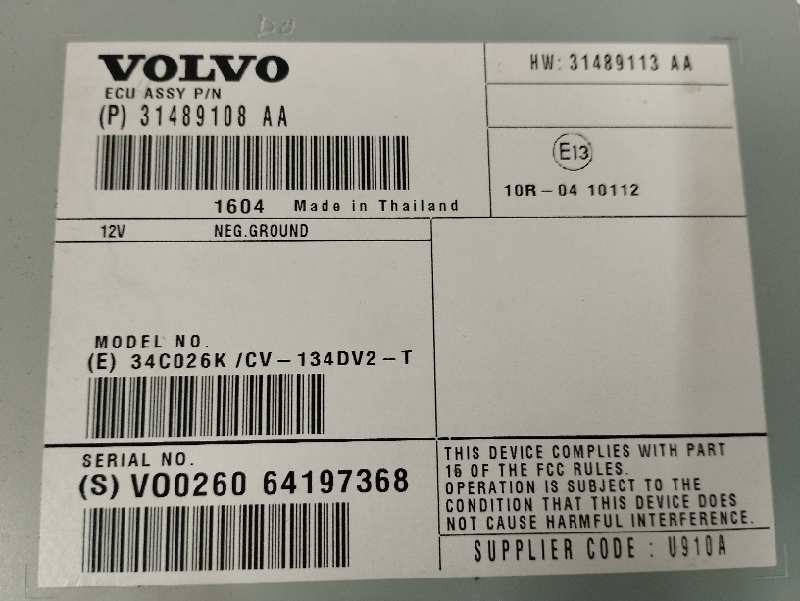 VOLVO
ECU ASSY P/N
(P) 31489108 AA
1604 Made in Thailand
HW: 31489113 AA
E13
10R-04 10112
12V NEG.GROUND
MODEL NO.
(E) 34C026K /CV-134DV2-T
SERIAL NO.
(S) VO0260 64197368
THIS DEVICE COMPLIES WITH PART
15 OF THE FCC RULES.
OPERATION IS SUBJECT TO THE
CONDITION THAT THIS DEVICE DOES
NOT CAUSE HARMFUL INTERFERENCE.
SUPPLIER CODE : U910A